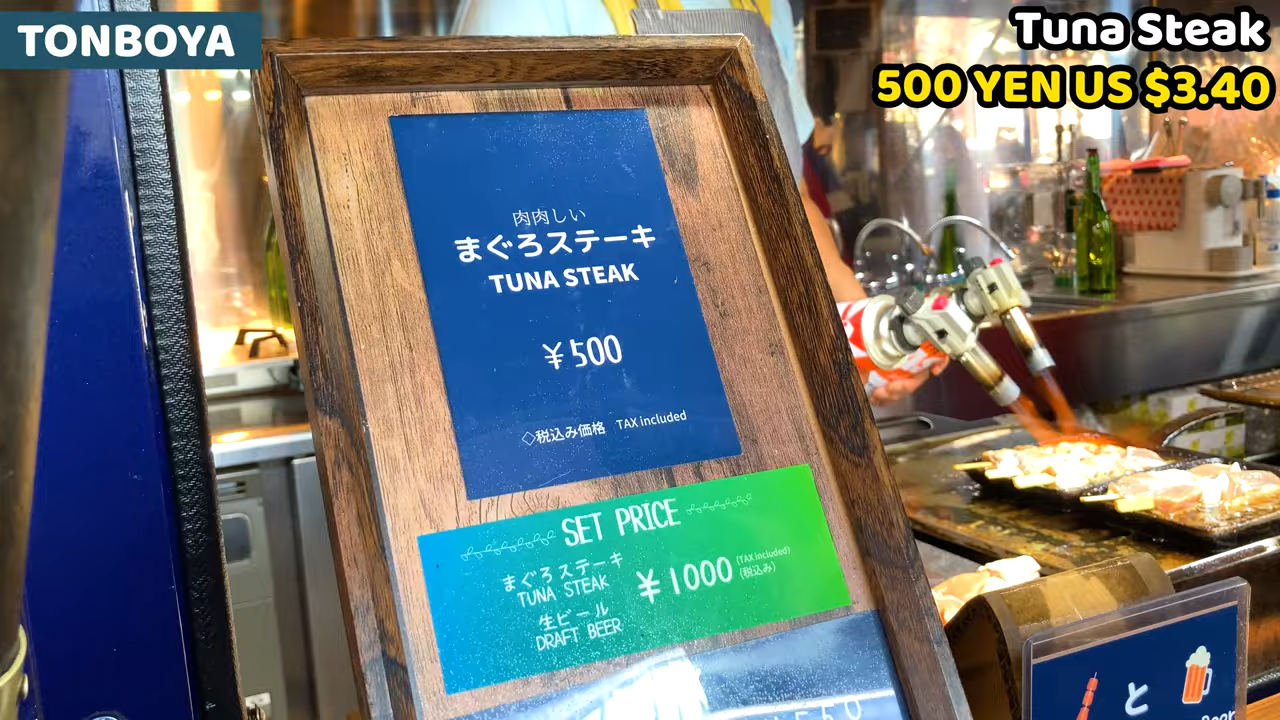 TONBOYA
Tuna Steak
500 YEN US $3.40
肉肉しい
まぐろステーキ
TUNA STEAK
¥500
◇税込み価格 TAX included
SET PRICE
まぐろステーキ
TUNA STEAK
生ビール
DRAFT BEER
¥1000
(TAX included)
(税込み)
と